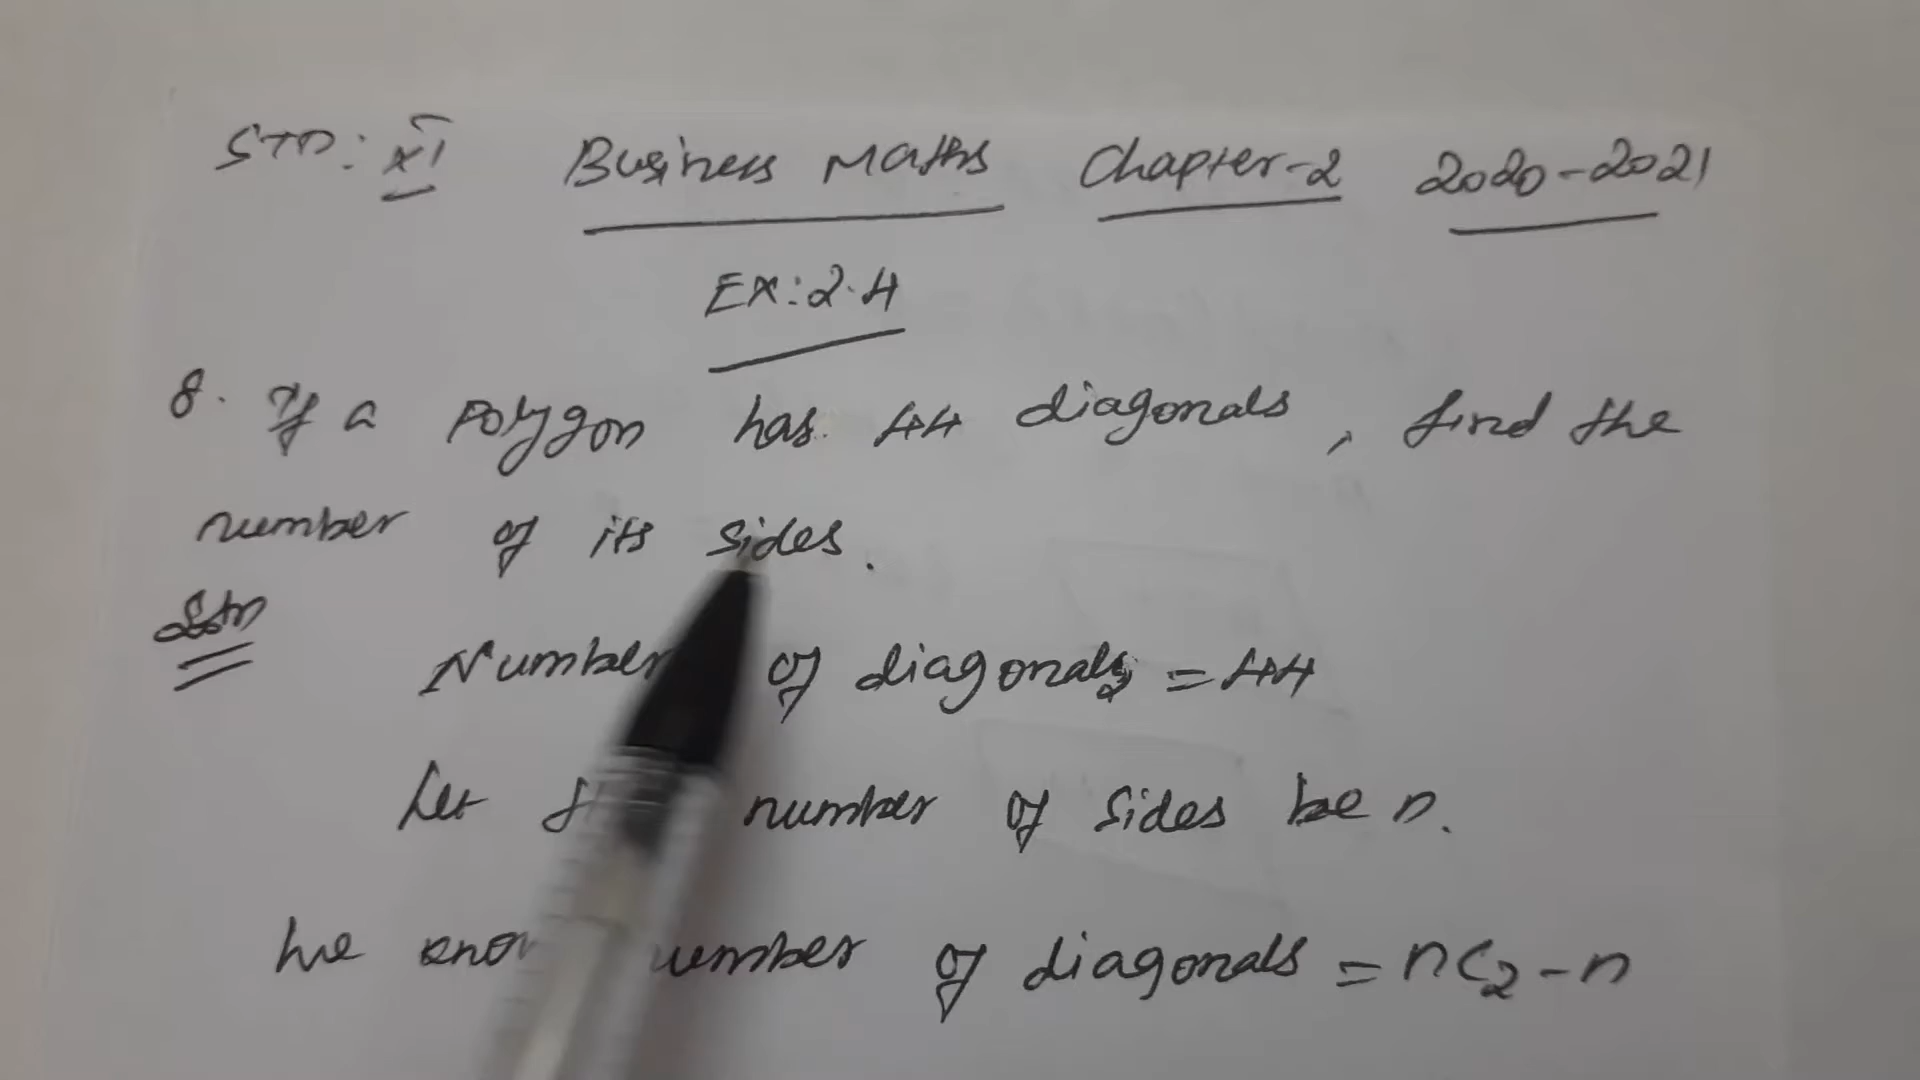 STD: XI Business Maths Chapter-2 2020-2021
EX: 2.4
8. If a polygon has 44 diagonals, find the
number of its sides.
Soln
Number of diagonals = 44
Let number of sides be n.
We know number of diagonals = nC₂ - n